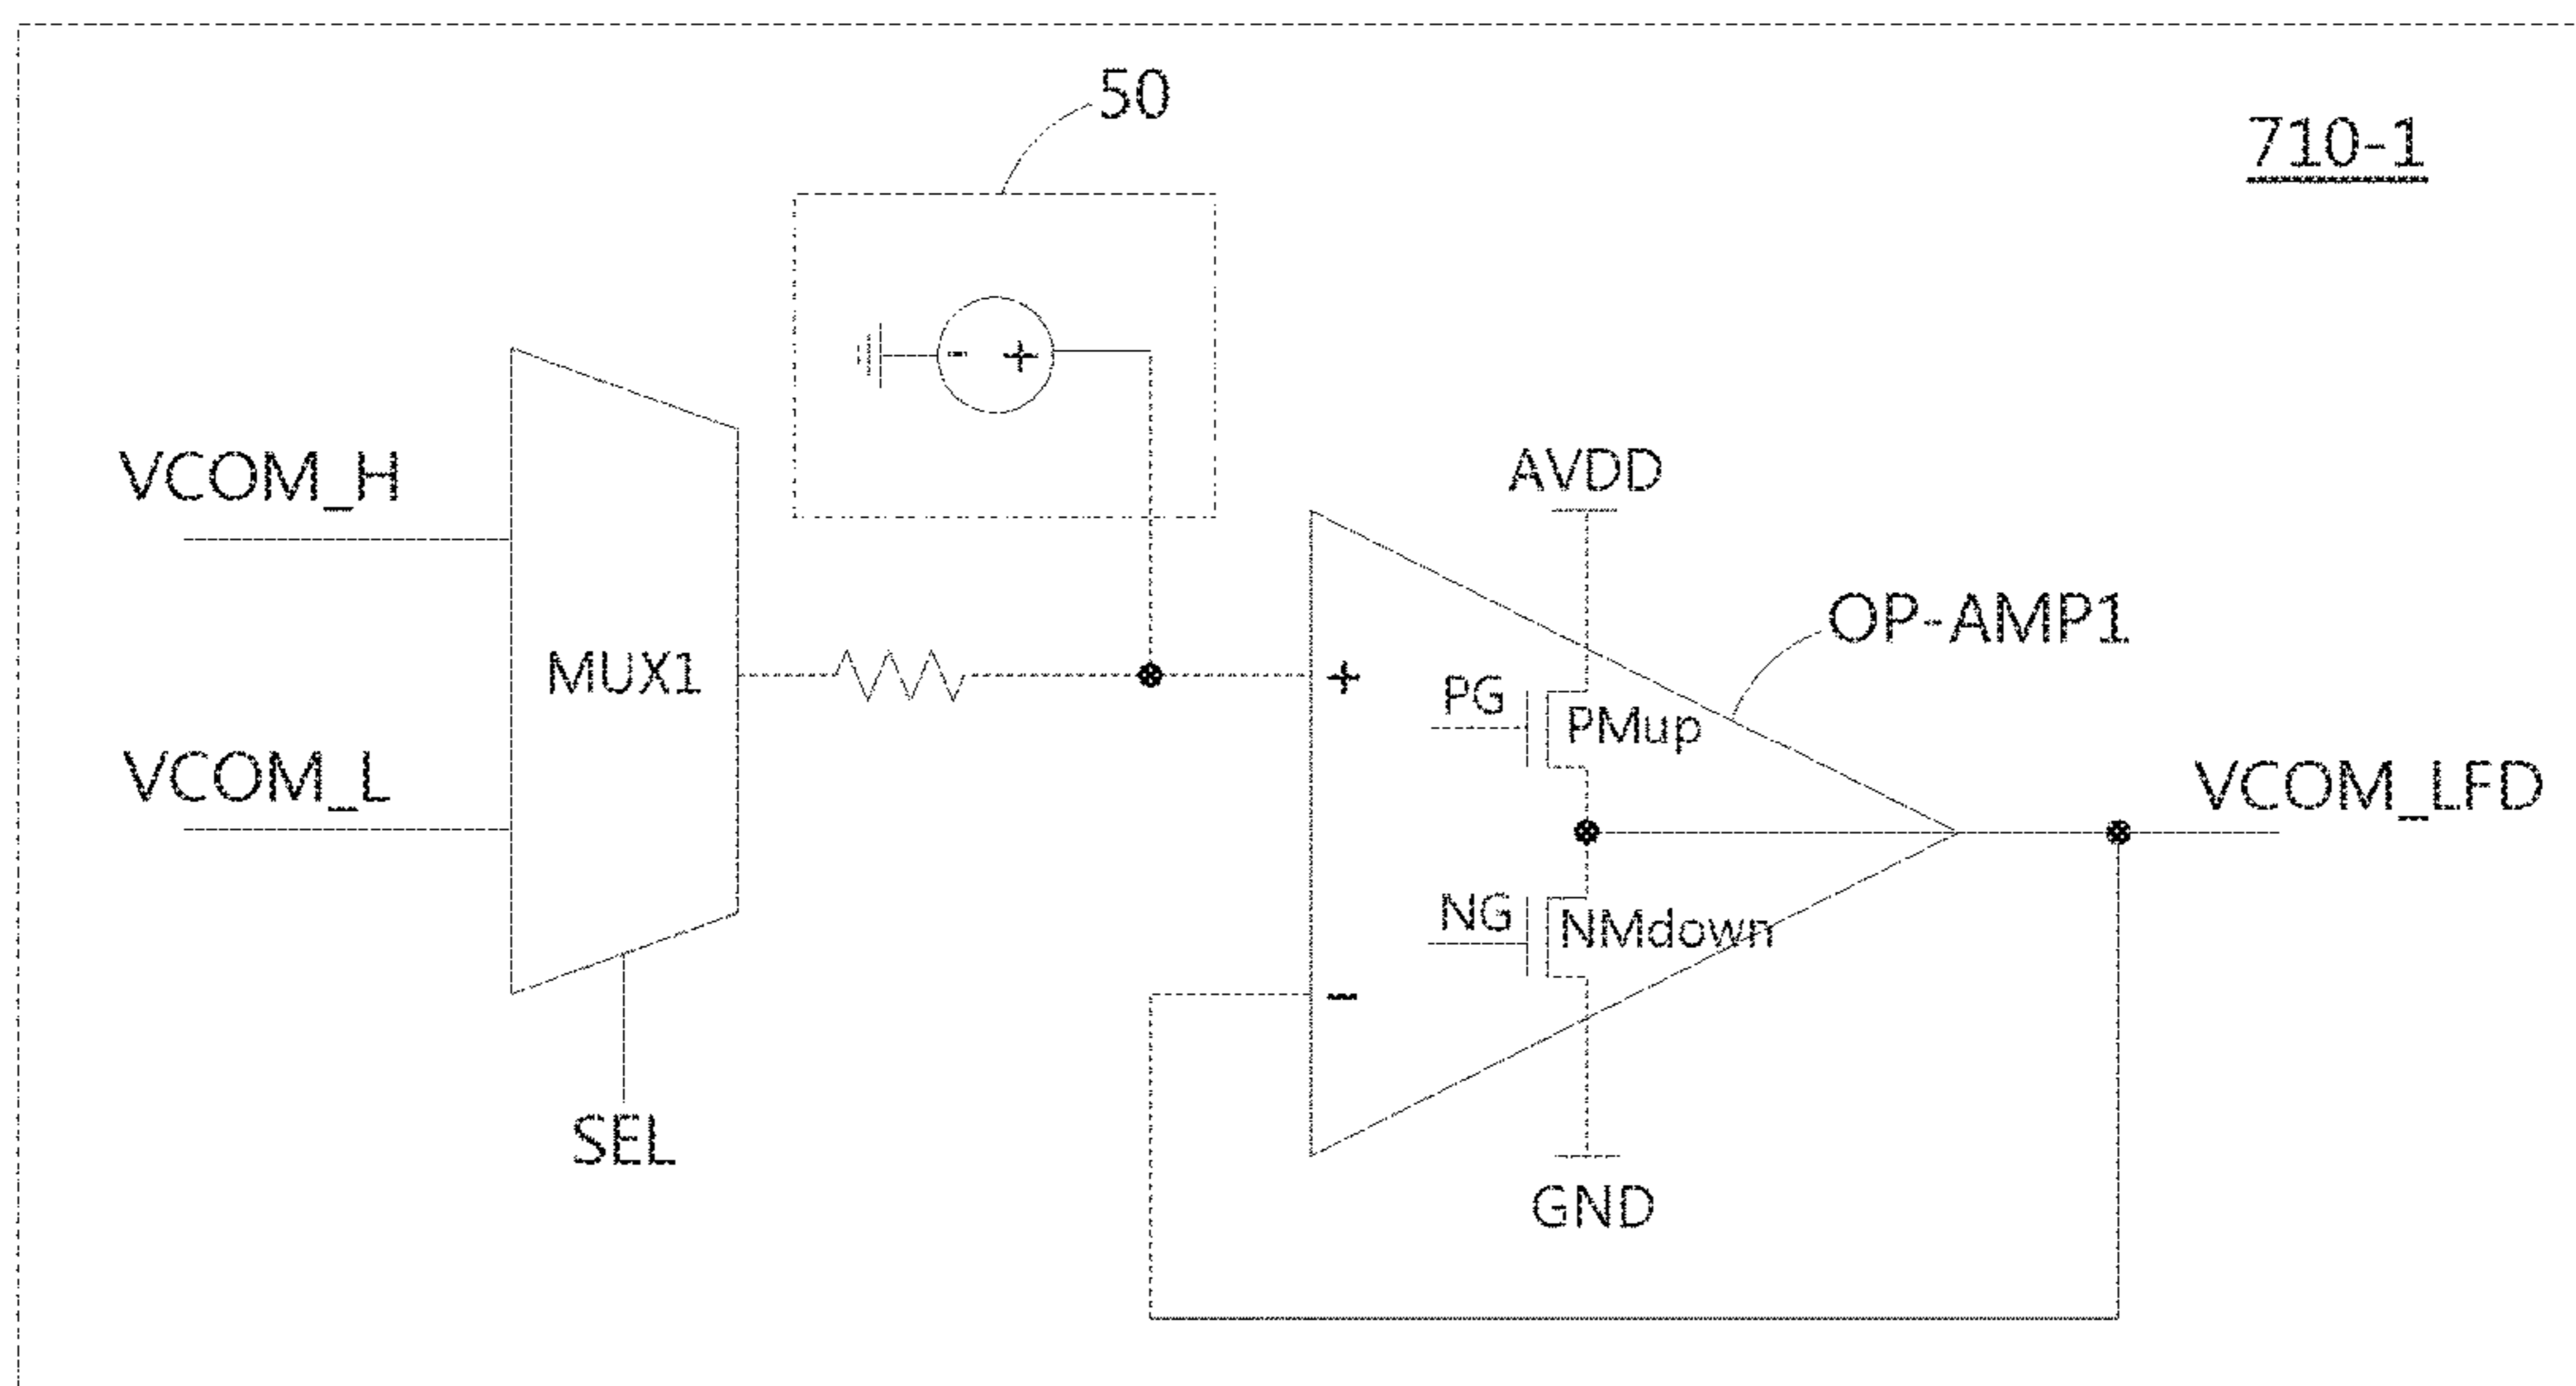 50
710-1
VCOM_H
AVDD
OP-AMP1
MUX1
+
-
+
PG
PMup
VCOM_L
VCOM_LFD
NG
NMdown
-
SEL
GND